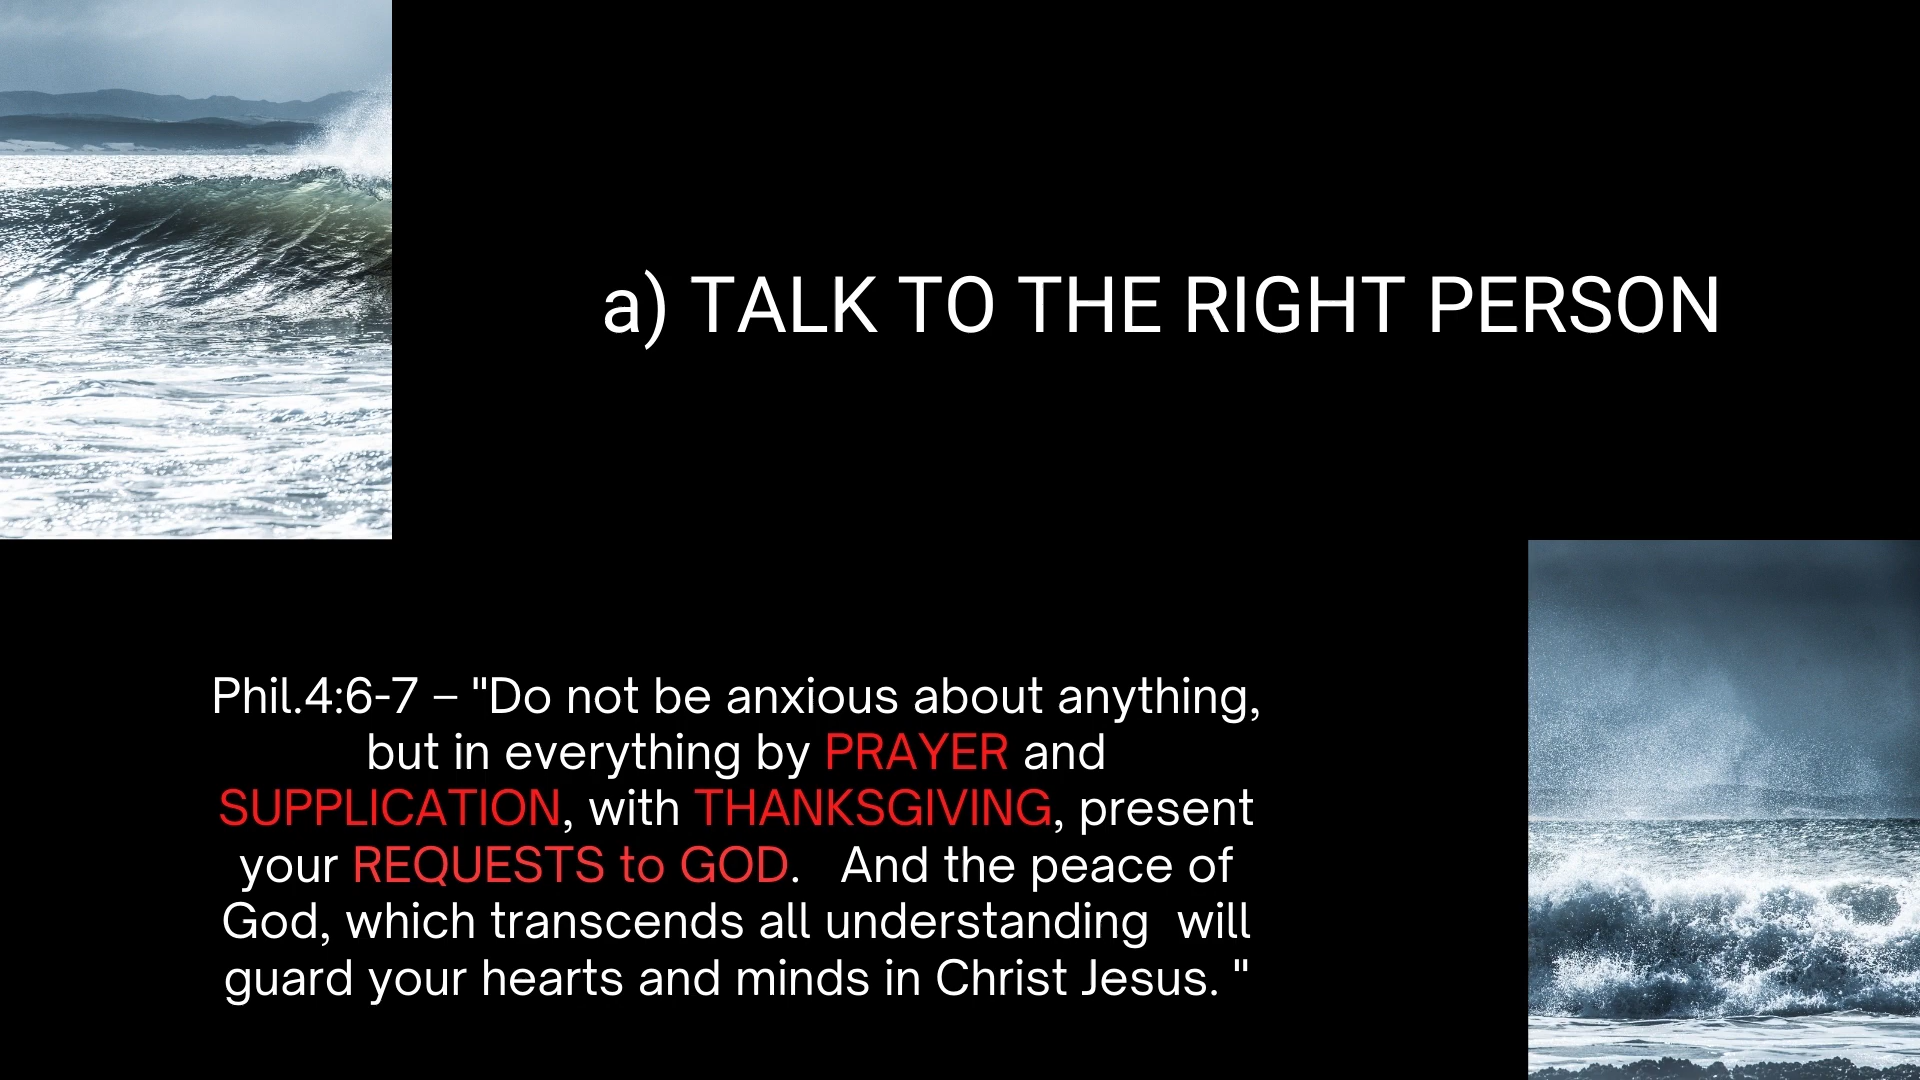 a) TALK TO THE RIGHT PERSON
Phil.4:6-7 – "Do not be anxious about anything,
but in everything by PRAYER and
SUPPLICATION, with THANKSGIVING, present
your REQUESTS to GOD.   And the peace of
God, which transcends all understanding  will
guard your hearts and minds in Christ Jesus. "